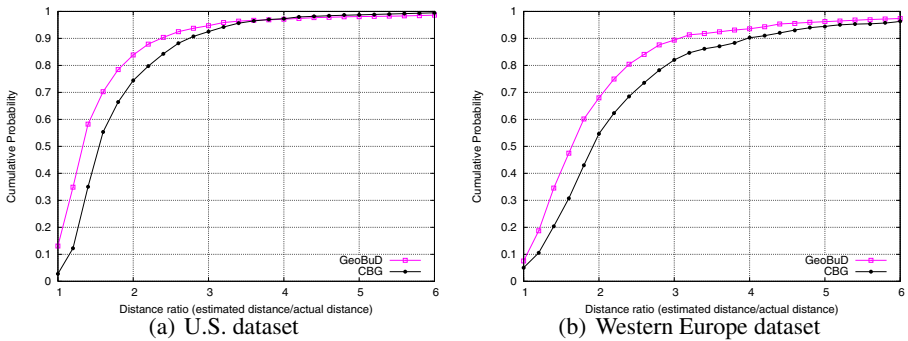 1
0.9
0.8
0.7
0.6
0.5
0.4
0.3
0.2
0.1
0
Cumulative Probability
GeoBuD
CBG
1 2 3 4 5 6
Distance ratio (estimated distance/actual distance)
(a) U.S. dataset
1
0.9
0.8
0.7
0.6
0.5
0.4
0.3
0.2
0.1
0
Cumulative Probability
GeoBuD
CBG
1 2 3 4 5 6
Distance ratio (estimated distance/actual distance)
(b) Western Europe dataset